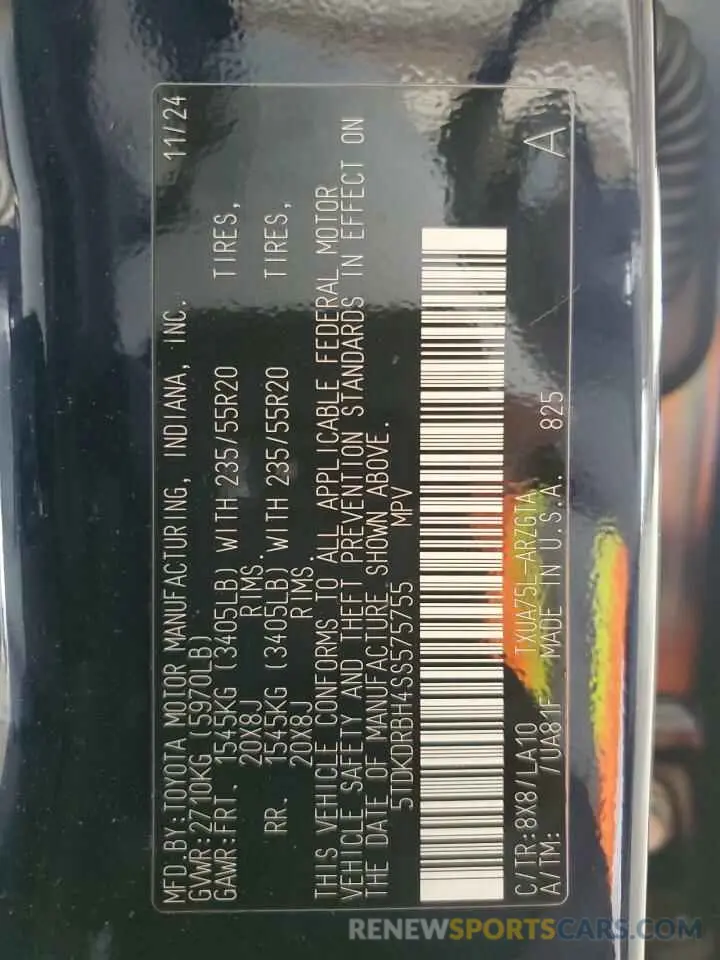 MFD.BY:TOYOTA MOTOR MANUFACTURING, INDIANA, INC. 11/24
GVWR:2710KG (5970LB)
GAWR:FRT. 1545KG (3405LB) WITH 235/55R20 TIRES,
20X8J RIMS.
RR. 1545KG (3405LB) WITH 235/55R20 TIRES,
20X8J RIMS.
THIS VEHICLE CONFORMS TO ALL APPLICABLE FEDERAL MOTOR
VEHICLE SAFETY AND THEFT PREVENTION STANDARDS IN EFFECT ON
THE DATE OF MANUFACTURE SHOWN ABOVE.
5TDKDRBH4SS575755 MPV
C/TR:8X8/LA10 TXUA75L-ARZGTA A
A/TM: /UA81F MADE IN U.S.A. 825
RENEWSPORTSCARS.COM